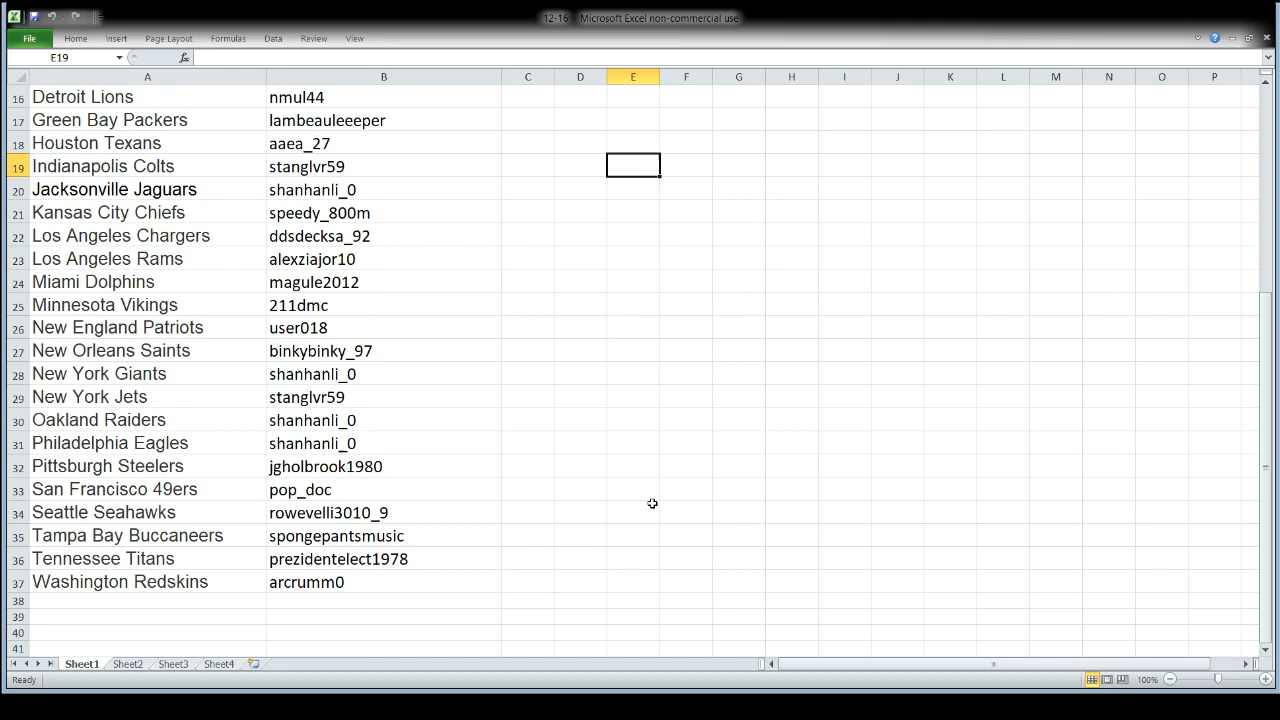 12-16 - Microsoft Excel non-commercial use
File Home Insert Page Layout Formulas Data Review View
E19 fx
A B C D E F G H I J K L M N O P
16 Detroit Lions nmul44
17 Green Bay Packers lambeauleeeper
18 Houston Texans aaea_27
19 Indianapolis Colts stanglvr59
20 Jacksonville Jaguars shanhanli_0
21 Kansas City Chiefs speedy_800m
22 Los Angeles Chargers ddsdecksa_92
23 Los Angeles Rams alexziajor10
24 Miami Dolphins magule2012
25 Minnesota Vikings 211dmc
26 New England Patriots user018
27 New Orleans Saints binkybinky_97
28 New York Giants shanhanli_0
29 New York Jets stanglvr59
30 Oakland Raiders shanhanli_0
31 Philadelphia Eagles shanhanli_0
32 Pittsburgh Steelers jgholbrook1980
33 San Francisco 49ers pop_doc
34 Seattle Seahawks rowevelli3010_9
35 Tampa Bay Buccaneers spongepantsmusic
36 Tennessee Titans prezidentelect1978
37 Washington Redskins arcrumm0
38
39
40
41
Sheet1 Sheet2 Sheet3 Sheet4
Ready 100%